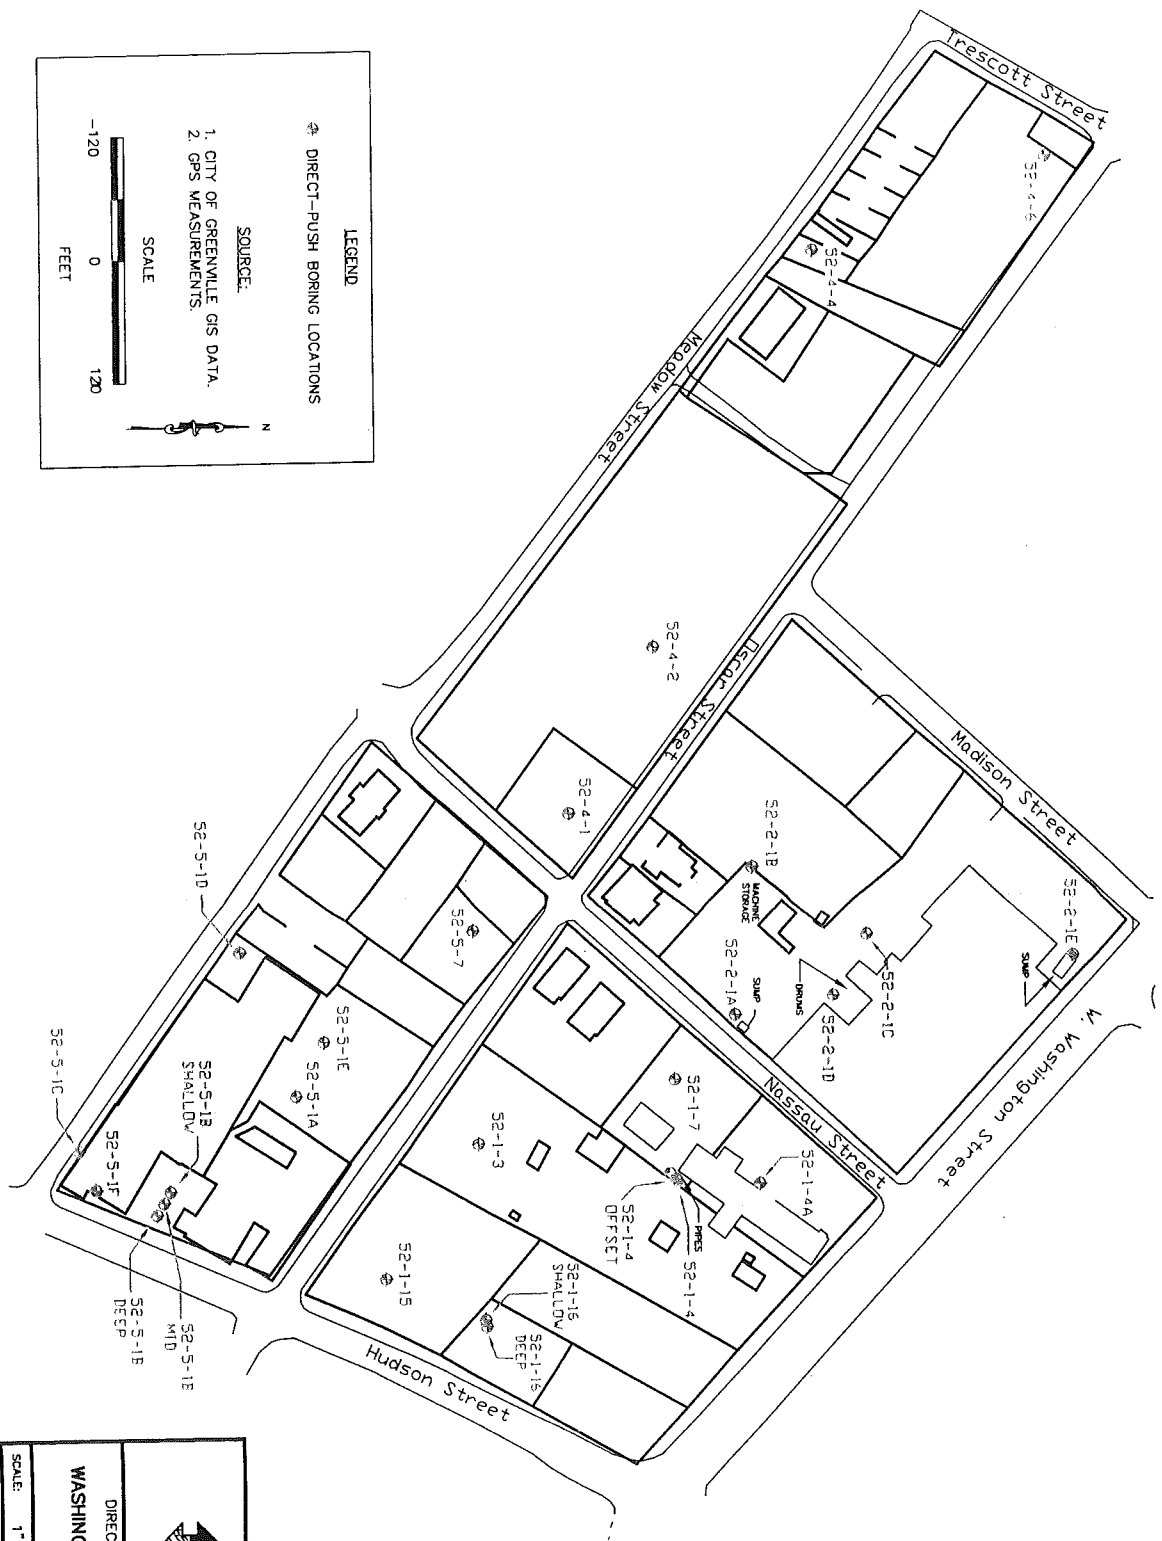 Trescott Street
52-4-6
52-4-4
Meadow Street
52-4-2
Oscar Street
52-4-1
Madison Street
52-2-1E
SUMP
52-2-1B
MACHINE
STORAGE
DRUMS
52-2-1C
52-2-1D
52-2-1A
SUMP
W. Washington Street
Nassau Street
52-1-7
52-1-4A
52-1-3
PIPES
52-1-4
OFFSET
52-1-4
52-1-15
52-1-16
SHALLOW
52-1-16
DEEP
Hudson Street
52-5-7
52-5-1D
52-5-1E
52-5-1A
52-5-1B
SHALLOW
52-5-1C
52-5-1F
52-5-1B
MID
52-5-1B
DEEP
LEGEND
DIRECT-PUSH BORING LOCATIONS
SOURCE:
1. CITY OF GREENVILLE GIS DATA.
2. GPS MEASUREMENTS.
SCALE
-120 0 120
FEET
N
DIREC
WASHING
SCALE: 1"